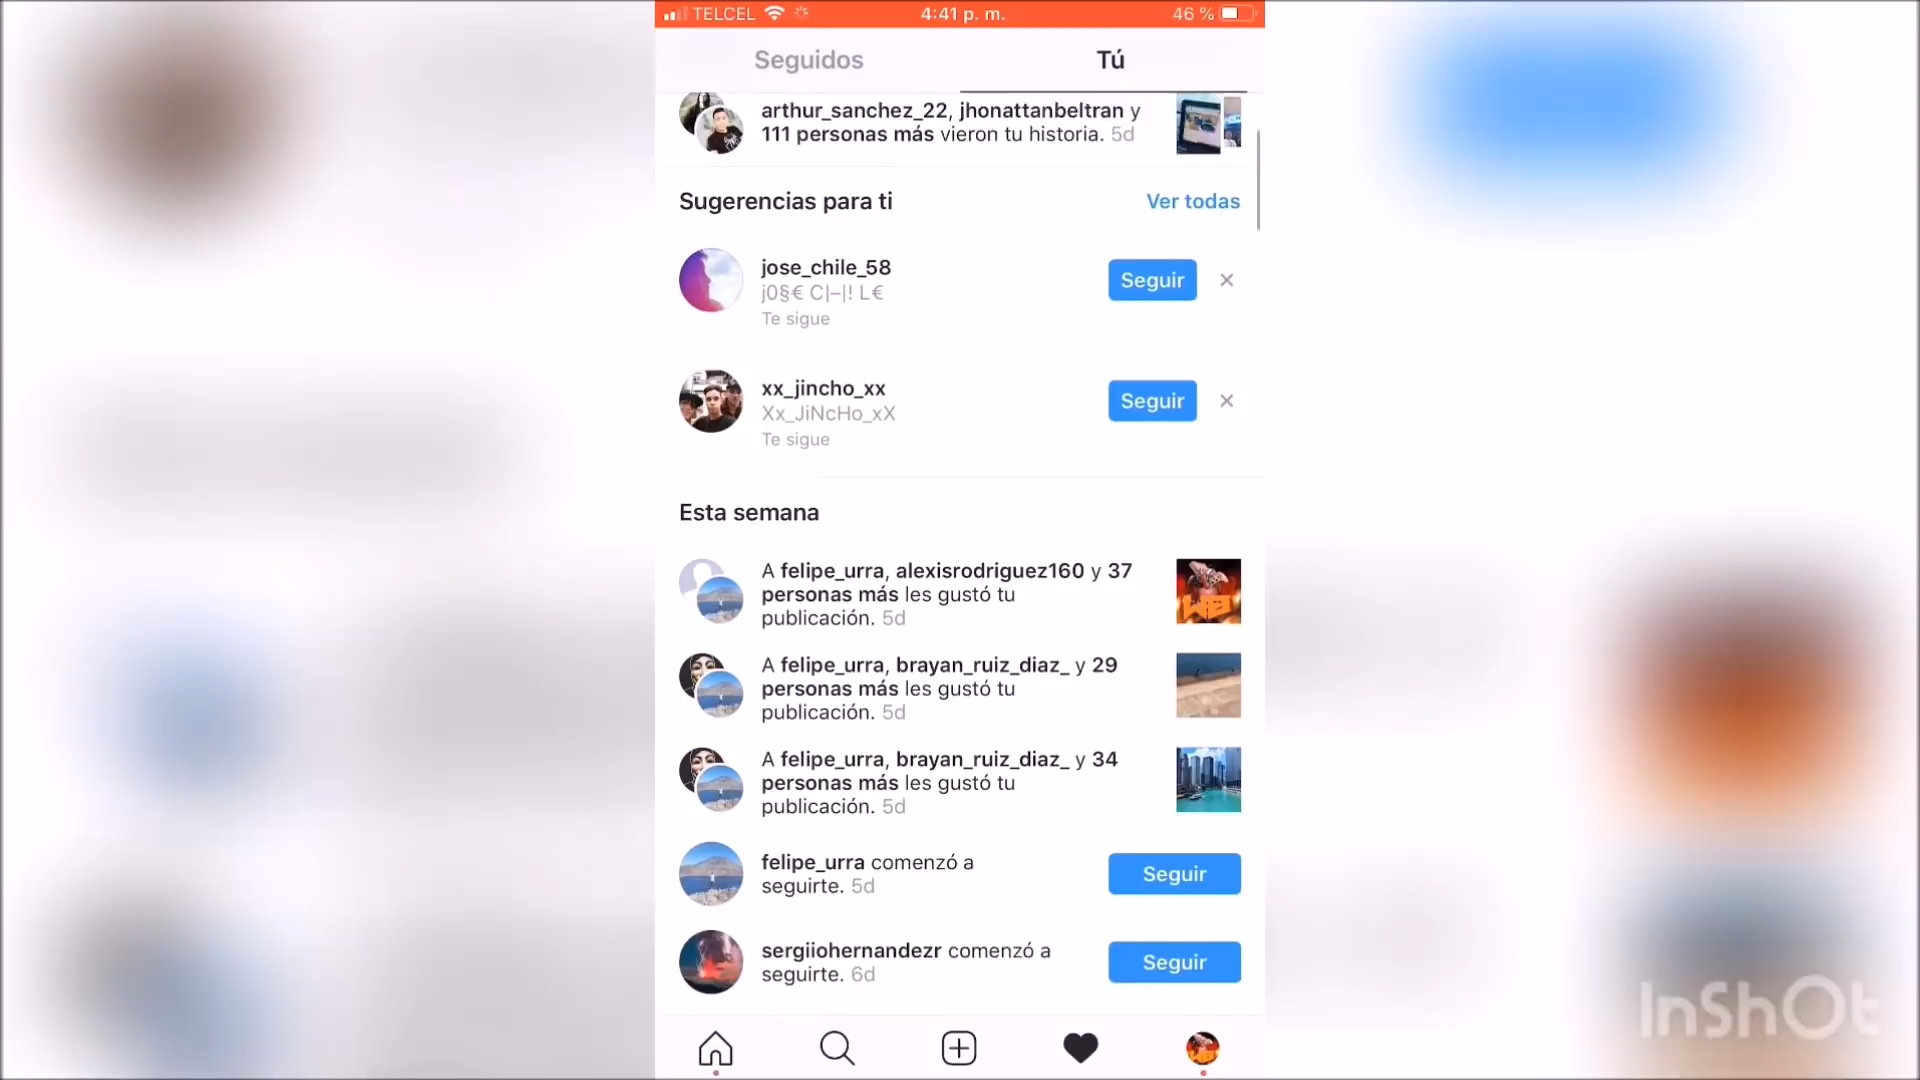 TELCEL 4:41 p. m. 46 %
Seguidos Tú
arthur_sanchez_22, jhonattanbeltran y
111 personas más vieron tu historia. 5d
Sugerencias para ti Ver todas
jose_chile_58
j0§€ C|–|! L€
Te sigue
Seguir
xx_jincho_xx
Xx_JiNcHo_xX
Te sigue
Seguir
Esta semana
A felipe_urra, alexisrodriguez160 y 37
personas más les gustó tu
publicación. 5d
A felipe_urra, brayan_ruiz_diaz_ y 29
personas más les gustó tu
publicación. 5d
A felipe_urra, brayan_ruiz_diaz_ y 34
personas más les gustó tu
publicación. 5d
felipe_urra comenzó a
seguirte. 5d
Seguir
sergiiohernandezr comenzó a
seguirte. 6d
Seguir
InShOt